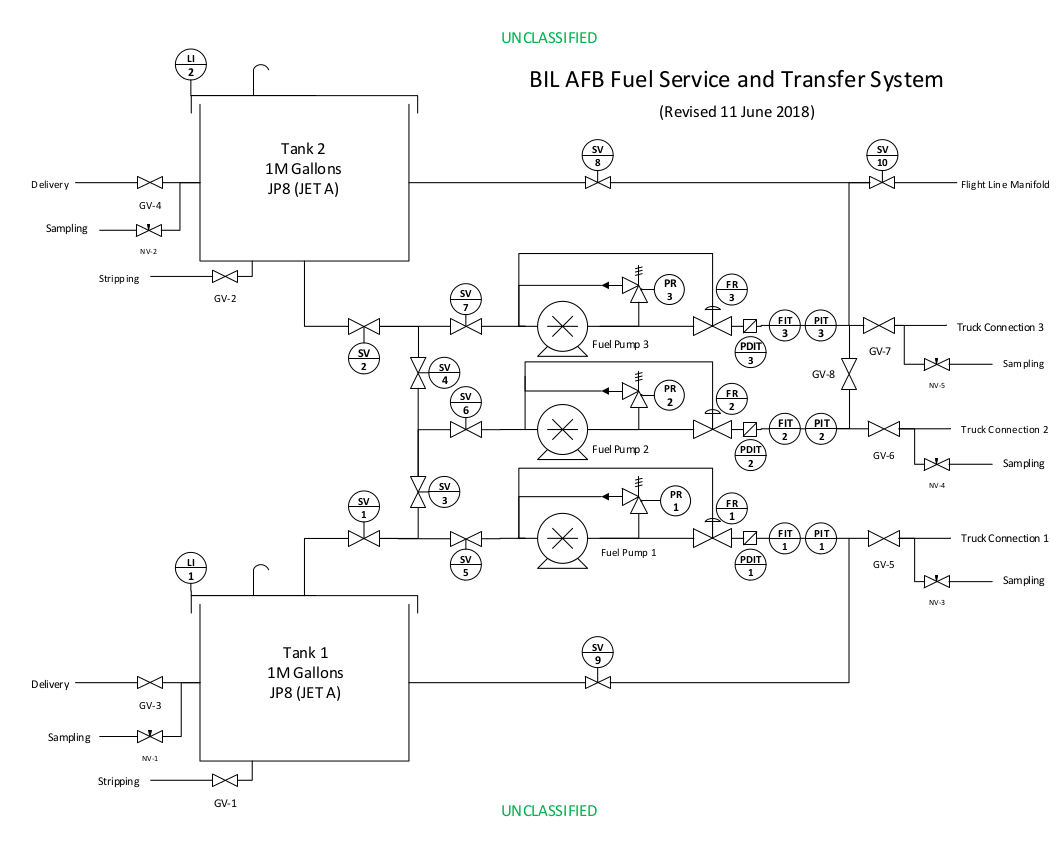 UNCLASSIFIED
BIL AFB Fuel Service and Transfer System
(Revised 11 June 2018)
LI
2
Tank 2
1M Gallons
JP8 (JET A)
Delivery
GV-4
Sampling
NV-2
Stripping
GV-2
SV
8
SV
10
Flight Line Manifold
SV
7
SV
2
PR
3
FR
3
Fuel Pump 3
PDIT
3
FIT
3
PIT
3
GV-7
Truck Connection 3
Sampling
NV-5
SV
4
GV-8
SV
6
PR
2
FR
2
Fuel Pump 2
PDIT
2
FIT
2
PIT
2
GV-6
Truck Connection 2
Sampling
NV-4
SV
3
SV
1
SV
5
PR
1
FR
1
Fuel Pump 1
PDIT
1
FIT
1
PIT
1
GV-5
Truck Connection 1
Sampling
NV-3
LI
1
Tank 1
1M Gallons
JP8 (JET A)
SV
9
Delivery
GV-3
Sampling
NV-1
Stripping
GV-1
UNCLASSIFIED